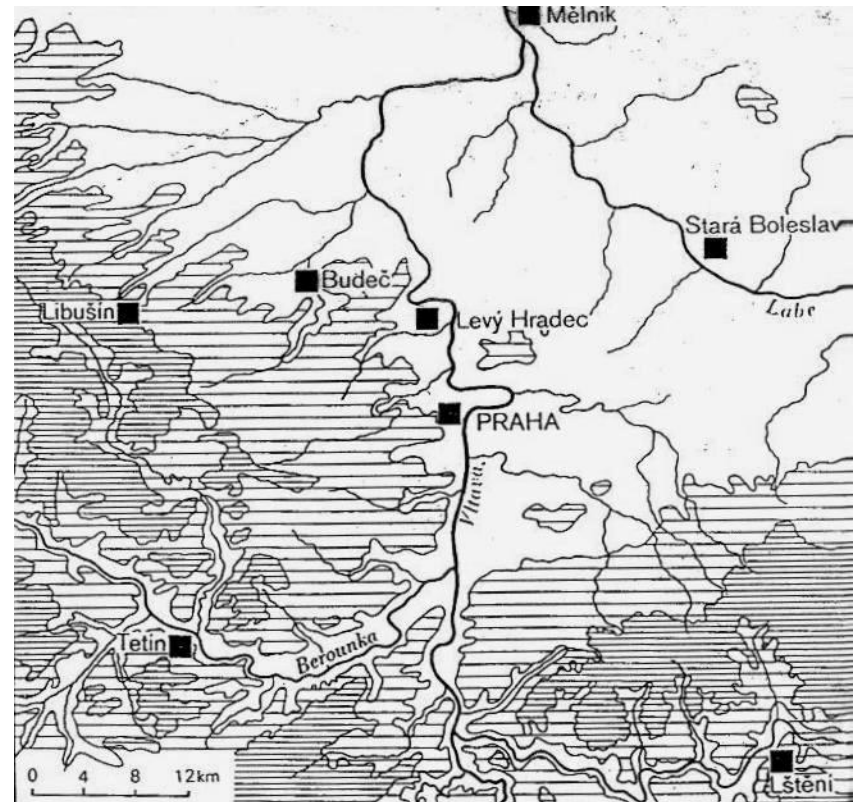 Mělník
Stará Boleslav
Budeč
Libušín
Levý Hradec
Labe
PRAHA
Vltava
Tetín
Berounka
0 4 8 12km
Lštění